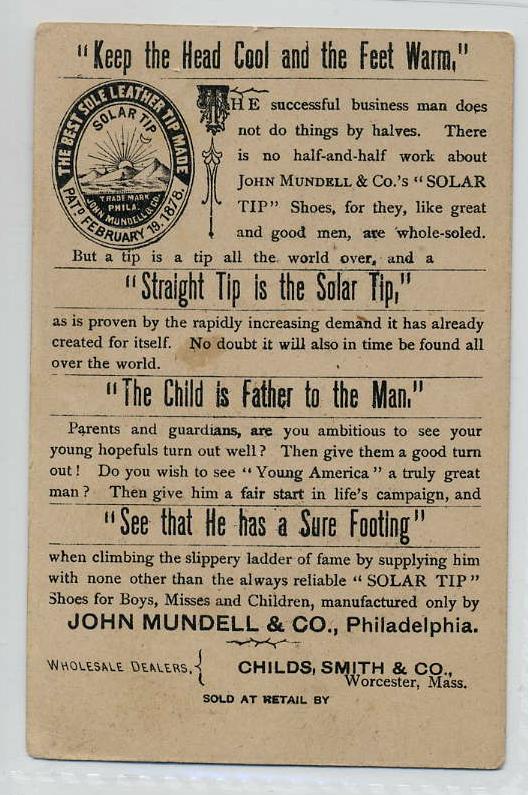 "Keep the Head Cool and the Feet Warm,"
THE BEST SOLE LEATHER TIP MADE
SOLAR TIP
TRADE MARK
PHILA.
JOHN MUNDELL & CO.
PAT'D FEBRUARY 19. 1878.
THE successful business man does
not do things by halves. There
is no half-and-half work about
JOHN MUNDELL & CO.'s "SOLAR
TIP" Shoes, for they, like great
and good men, are whole-soled.
But a tip is a tip all the world over, and a
"Straight Tip is the Solar Tip,"
as is proven by the rapidly increasing demand it has already
created for itself. No doubt it will also in time be found all
over the world.
"The Child is Father to the Man."
Parents and guardians, are you ambitious to see your
young hopefuls turn out well? Then give them a good turn
out! Do you wish to see "Young America" a truly great
man? Then give him a fair start in life's campaign, and
"See that He has a Sure Footing"
when climbing the slippery ladder of fame by supplying him
with none other than the always reliable "SOLAR TIP"
Shoes for Boys, Misses and Children, manufactured only by
JOHN MUNDELL & CO., Philadelphia.
WHOLESALE DEALERS, { CHILDS, SMITH & CO.,
Worcester, Mass.
SOLD AT RETAIL BY